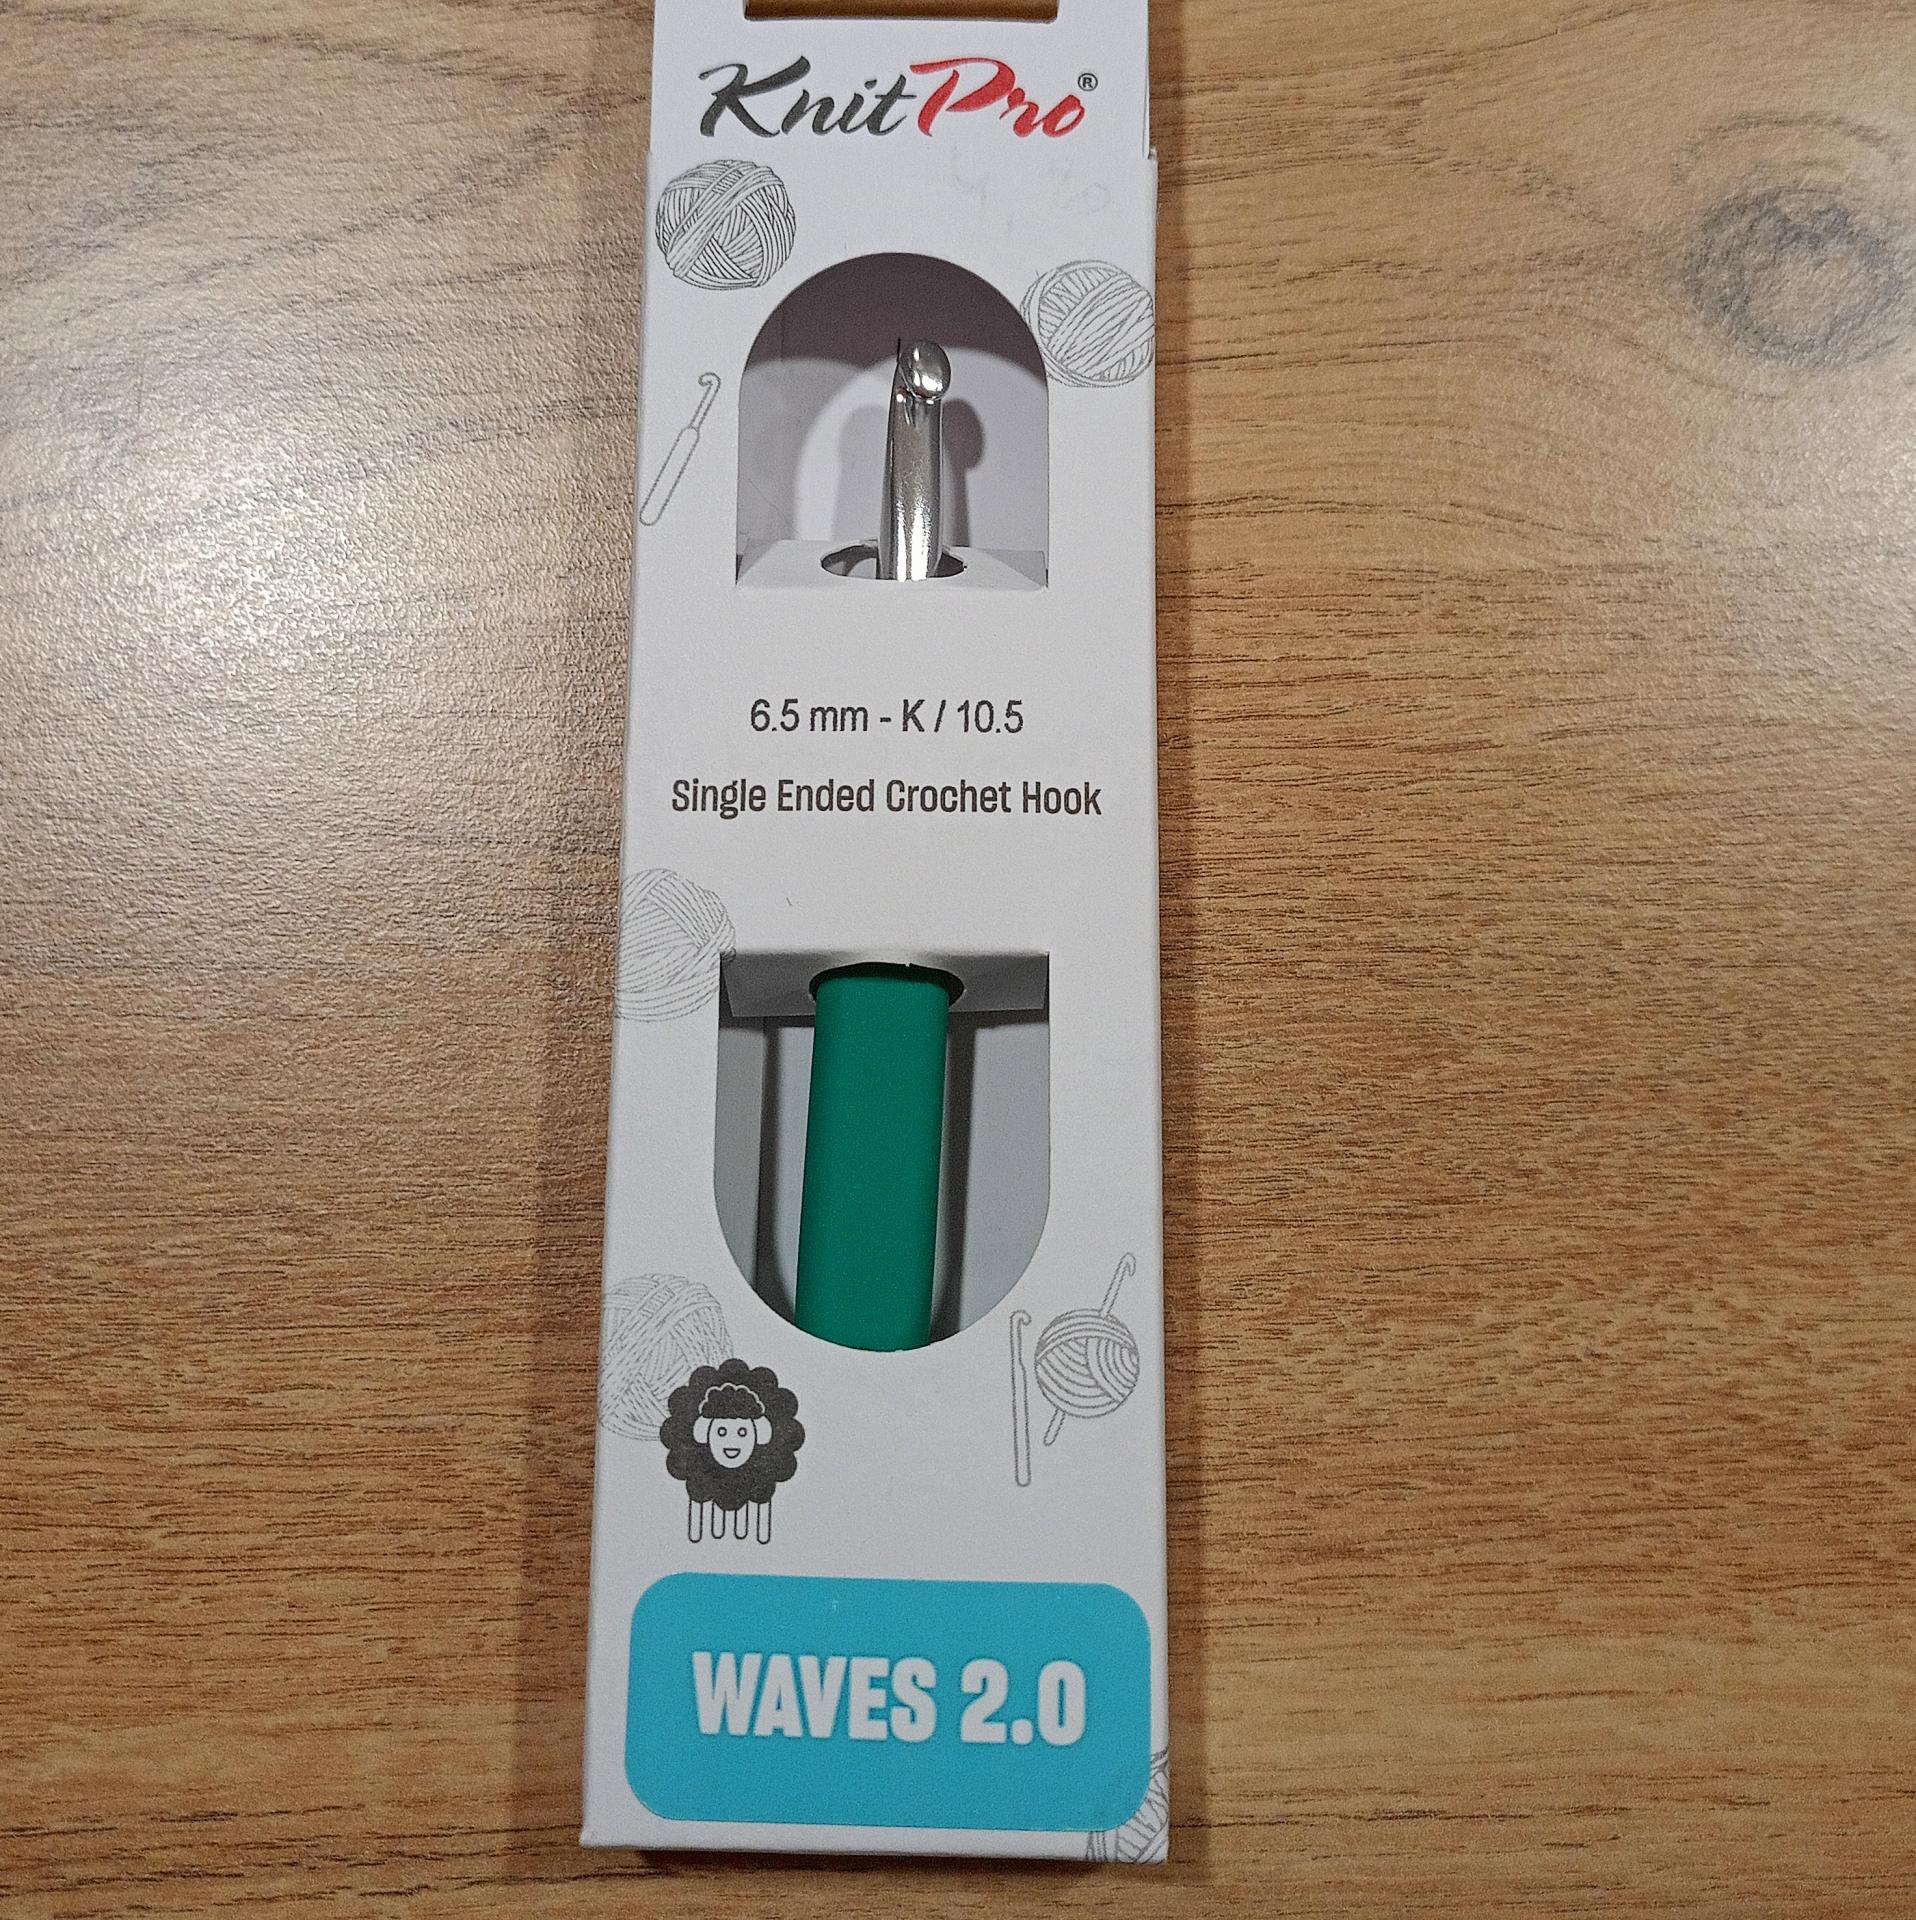 KnitPro®
6.5 mm - K / 10.5
Single Ended Crochet Hook
WAVES 2.0